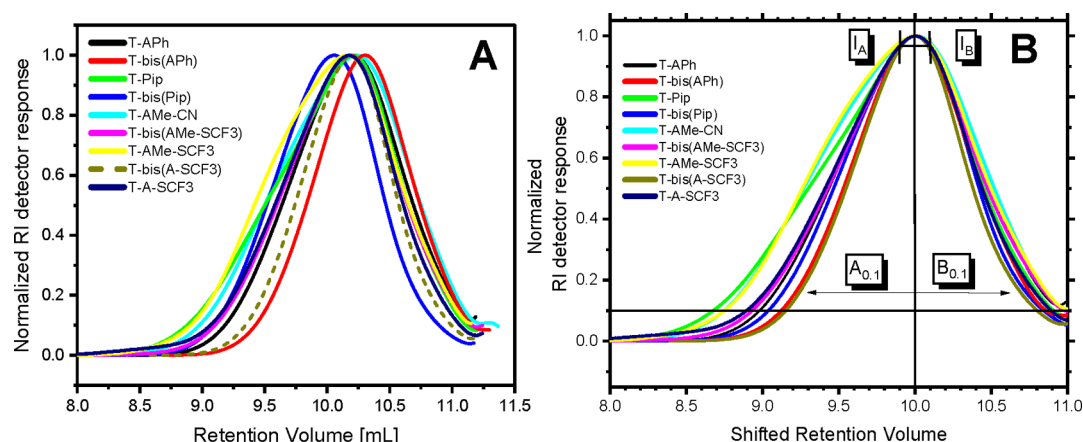 A
T-APh
T-bis(APh)
T-Pip
T-bis(Pip)
T-AMe-CN
T-bis(AMe-SCF3)
T-AMe-SCF3
T-bis(A-SCF3)
T-A-SCF3
Normalized RI detector response
1.0
0.8
0.6
0.4
0.2
0.0
8.0 8.5 9.0 9.5 10.0 10.5 11.0 11.5
Retention Volume [mL]
B
I_A I_B
T-APh
T-bis(APh)
T-Pip
T-bis(Pip)
T-AMe-CN
T-bis(AMe-SCF3)
T-AMe-SCF3
T-bis(A-SCF3)
T-A-SCF3
A_0.1 B_0.1
Normalized
RI detector response
1.0
0.8
0.6
0.4
0.2
0.0
8.0 8.5 9.0 9.5 10.0 10.5 11.0
Shifted Retention Volume